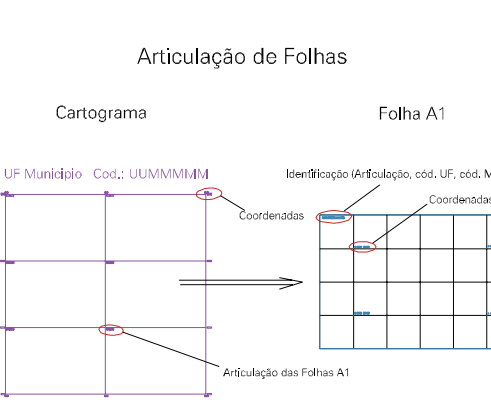 Articulação de Folhas
Cartograma
Folha A1
UF Municipio Cod.: UUMMMMM
Identificação (Articulação, cód. UF, cód. M
Coordenadas
Coordenadas
Articulação das Folhas A1